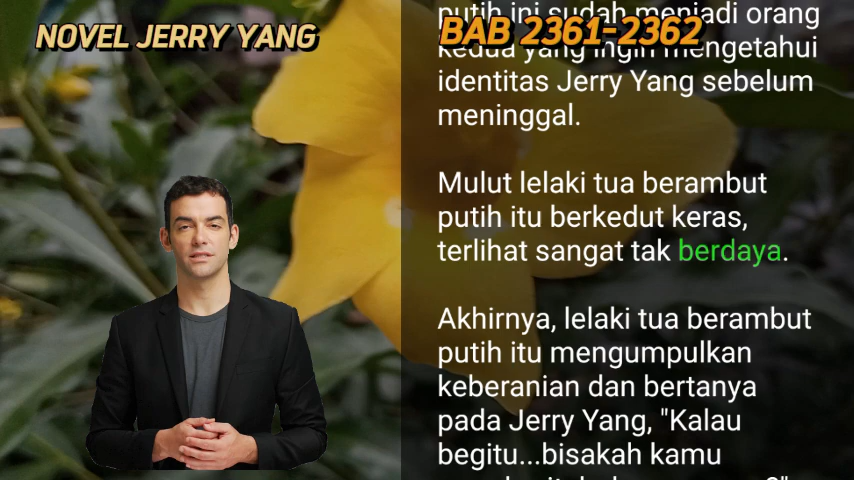 NOVEL JERRY YANG
BAB 2361-2362
putih ini sudah menjadi orang
kedua yang ingin mengetahui
identitas Jerry Yang sebelum
meninggal.
Mulut lelaki tua berambut
putih itu berkedut keras,
terlihat sangat tak berdaya.
Akhirnya, lelaki tua berambut
putih itu mengumpulkan
keberanian dan bertanya
pada Jerry Yang, "Kalau
begitu...bisakah kamu